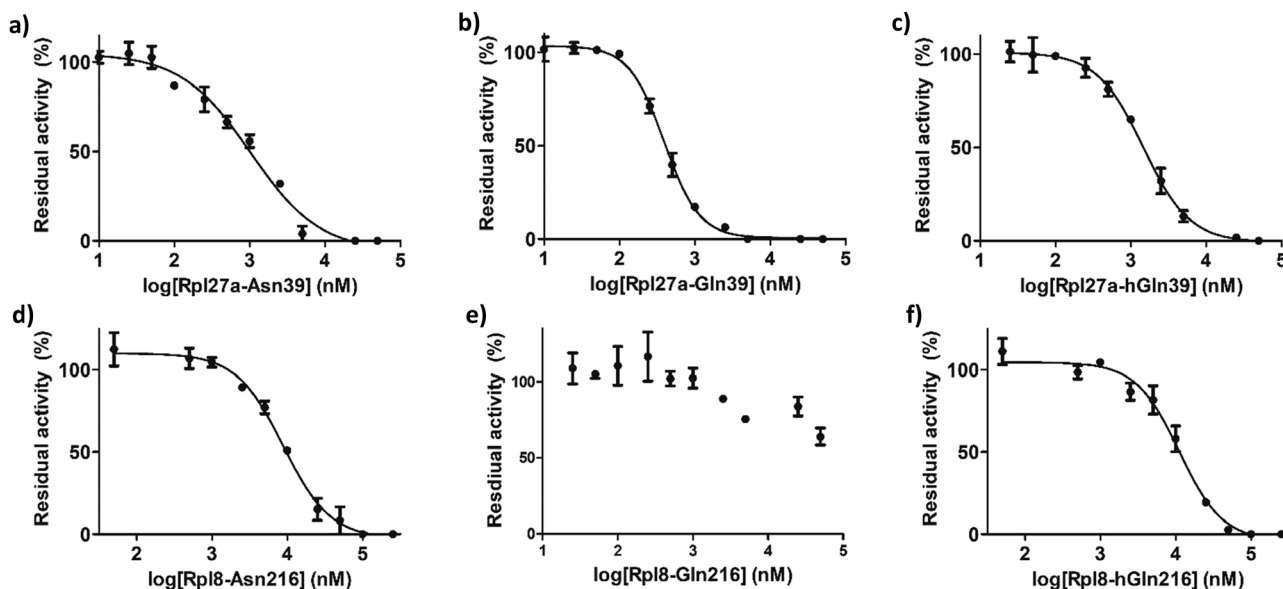 a)
Residual activity (%)
100
50
0
1 2 3 4 5
log[Rpl27a-Asn39] (nM)
b)
Residual activity (%)
100
50
0
1 2 3 4 5
log[Rpl27a-Gln39] (nM)
c)
Residual activity (%)
100
50
0
1 2 3 4 5
log[Rpl27a-hGln39] (nM)
d)
Residual activity (%)
100
50
0
2 3 4 5
log[Rpl8-Asn216] (nM)
e)
Resdiual activity (%)
100
50
0
1 2 3 4 5
log[Rpl8-Gln216] (nM)
f)
Residual activity (%)
100
50
0
2 3 4 5
log[Rpl8-hGln216] (nM)